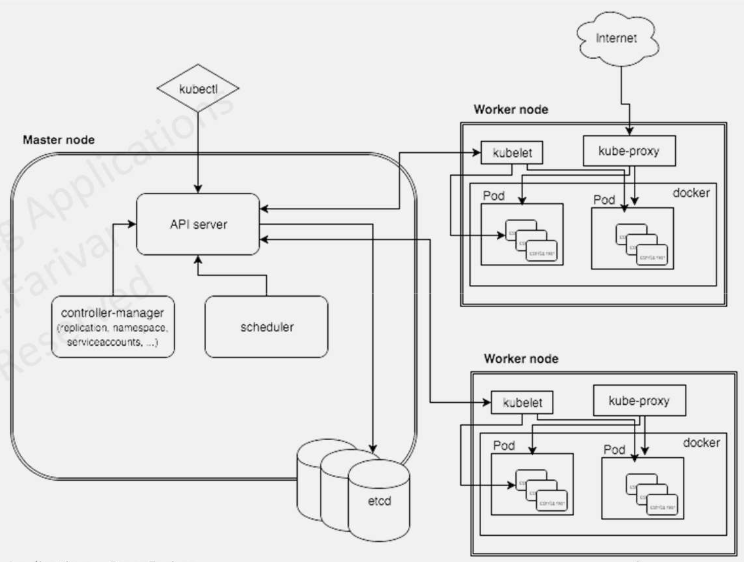 Internet
kubectl
Master node
API server
controller-manager
(replication, namespace,
serviceaccounts, ...)
scheduler
etcd
Worker node
kubelet
kube-proxy
docker
Pod
Pod
container
container
Worker node
kubelet
kube-proxy
docker
Pod
Pod
container
container
g Applications
Farivar
Reserved